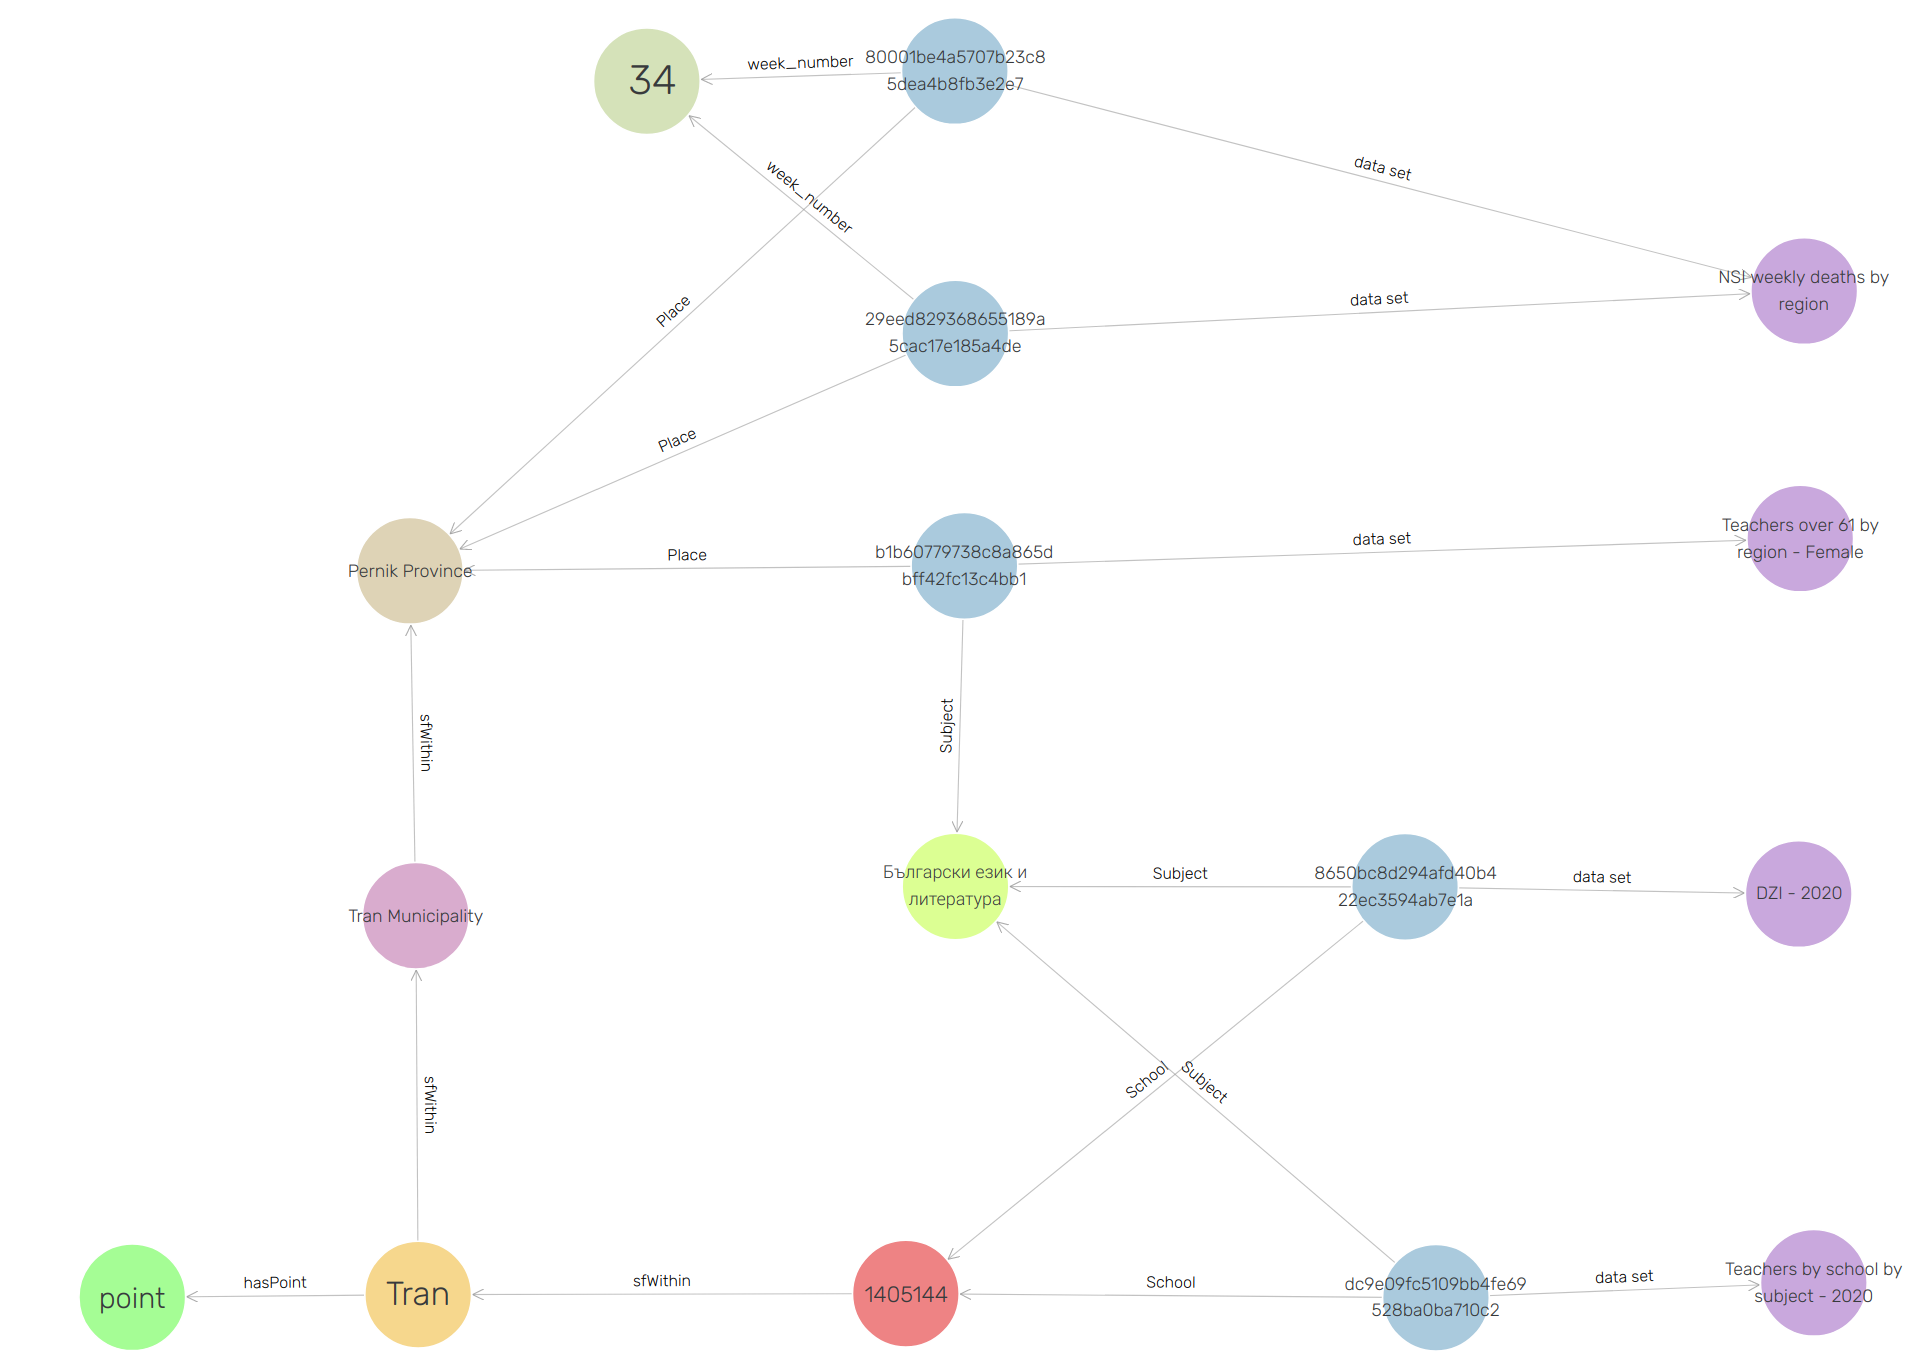 34
week_number
80001be4a5707b23c8
5dea4b8fb3e2e7
data set
week_number
NSI weekly deaths by
region
Place
data set
29eed829368655189a
5cac17e185a4de
Place
Teachers over 61 by
region - Female
data set
Place
b1b60779738c8a865d
bff42fc13c4bb1
Pernik Province
Subject
sfWithin
Български език и
литература
Subject
8650bc8d294afd40b4
22ec3594ab7e1a
data set
DZI - 2020
Tran Municipality
School
Subject
sfWithin
point
hasPoint
Tran
sfWithin
1405144
School
dc9e09fc5109bb4fe69
528ba0ba710c2
data set
Teachers by school by
subject - 2020